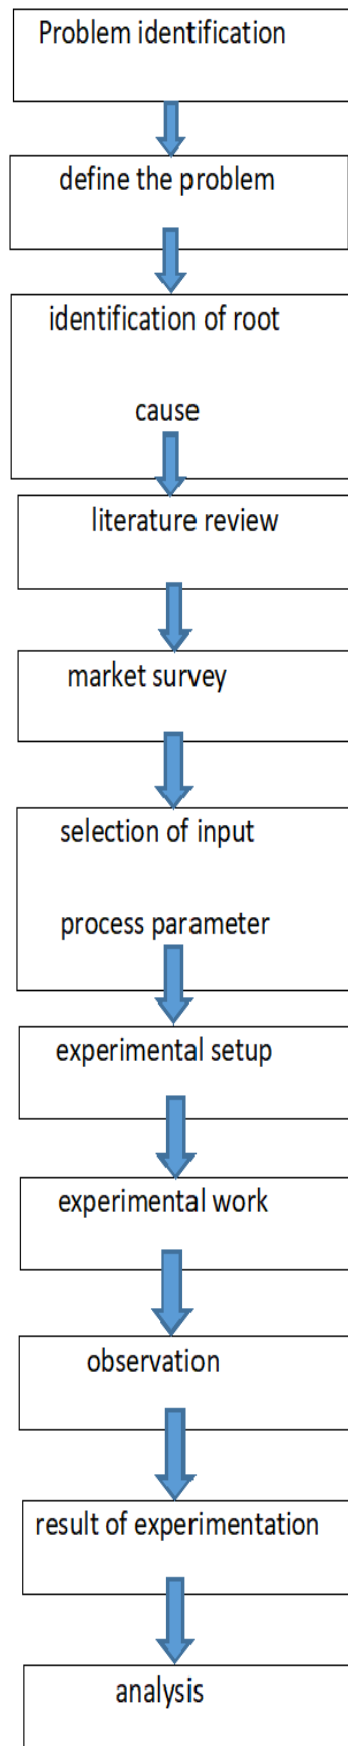 Problem identification
define the problem
identification of root
cause
literature review
market survey
selection of input
process parameter
experimental setup
experimental work
observation
result of experimentation
analysis